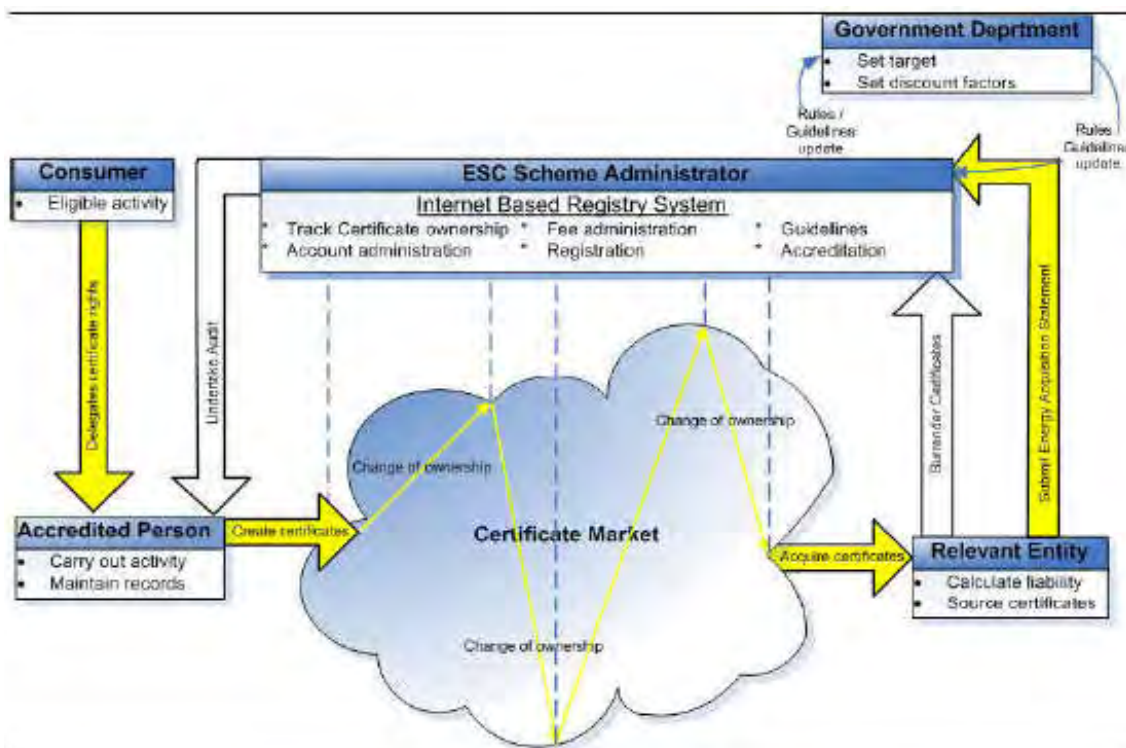 Government Deprtment
• Set target
• Set discount factors
Rules /
Guidelines
update
Rules /
Guidelines
update
Consumer
• Eligible activity
ESC Scheme Administrator
Internet Based Registry System
* Track Certificate ownership
* Fee administration
* Guidelines
* Account administration
* Registration
* Accreditation
Delegates certificate rights
Undertake Audit
Surrender Certificates
Submit Energy Acquisition Statement
Change of ownership
Change of ownership
Certificate Market
Change of ownership
Accredited Person
• Carry out activity
• Maintain records
Create certificates
Acquire certificates
Relevant Entity
• Calculate liability
• Source certificates